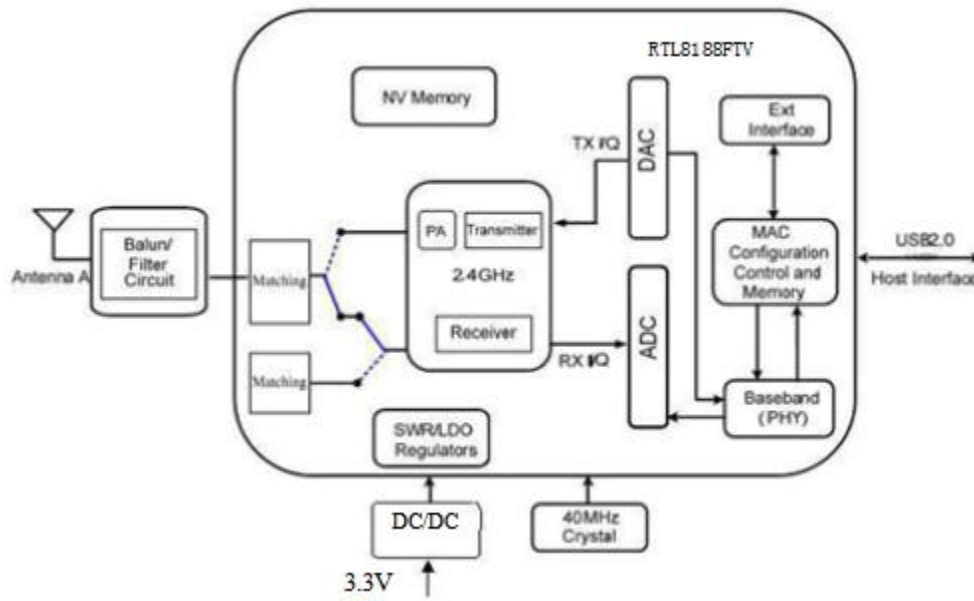 RTL8188FTV
NV Memory
Ext
Interface
TX I/Q
DAC
PA
Transmitter
2.4GHz
Receiver
MAC
Configuration
Control and
Memory
USB2.0
Host Interface
Balun/
Filter
Circuit
Antenna A
Matching
Matching
RX I/Q
ADC
Baseband
(PHY)
SWR/LDO
Regulators
DC/DC
40MHz
Crystal
3.3V